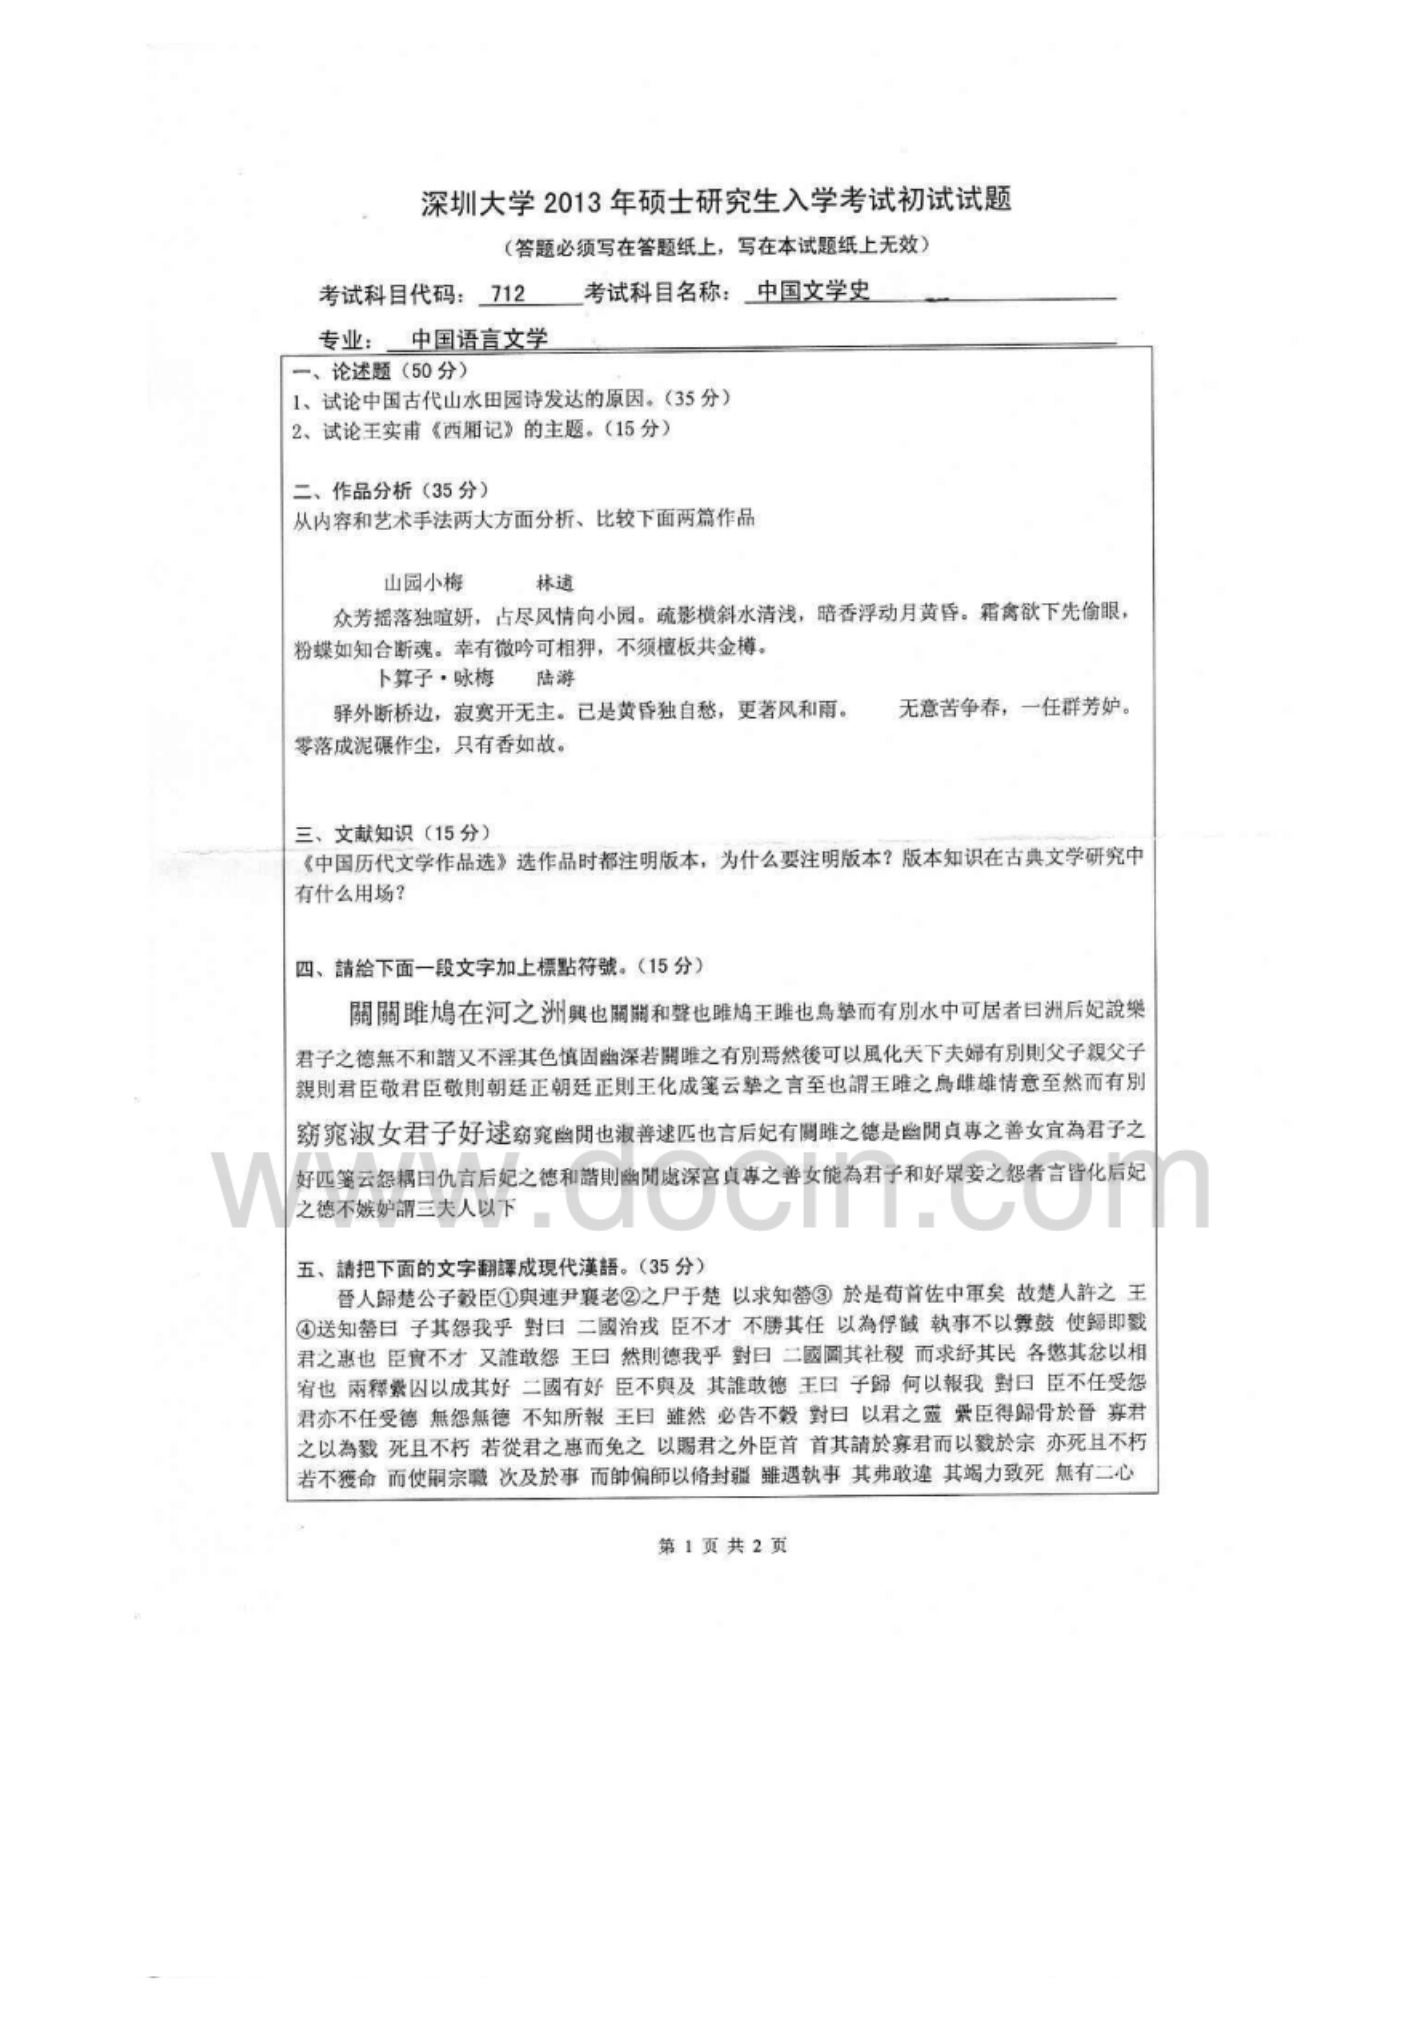 深圳大学 2013 年硕士研究生入学考试初试试题
（答题必须写在答题纸上，写在本试题纸上无效）
考试科目代码： 712 考试科目名称： 中国文学史
专业： 中国语言文学
一、论述题（50 分）
1、试论中国古代山水田园诗发达的原因。（35 分）
2、试论王实甫《西厢记》的主题。（15 分）
二、作品分析（35 分）
从内容和艺术手法两大方面分析、比较下面两篇作品
山园小梅 林逋
众芳摇落独暄妍，占尽风情向小园。疏影横斜水清浅，暗香浮动月黄昏。霜禽欲下先偷眼，
粉蝶如知合断魂。幸有微吟可相狎，不须檀板共金樽。
卜算子·咏梅 陆游
驿外断桥边，寂寞开无主。已是黄昏独自愁，更著风和雨。 无意苦争春，一任群芳妒。
零落成泥碾作尘，只有香如故。
三、文献知识（15 分）
《中国历代文学作品选》选作品时都注明版本，为什么要注明版本？版本知识在古典文学研究中
有什么用场？
四、請給下面一段文字加上標點符號。（15 分）
關關雎鳩在河之洲興也關關和聲也雎鳩王雎也鳥摯而有別水中可居者曰洲后妃說樂
君子之德無不和諧又不淫其色慎固幽深若關雎之有別焉然後可以風化天下夫婦有別則父子親父子
親則君臣敬君臣敬則朝廷正朝廷正則王化成箋云摯之言至也謂王雎之鳥雌雄情意至然而有別
窈窕淑女君子好逑窈窕幽閒也淑善逑匹也言后妃有關雎之德是幽閒貞專之善女宜為君子之
好匹箋云怨耦曰仇言后妃之德和諧則幽閒處深宮貞專之善女能為君子和好眾妾之怨者言皆化后妃
之德不嫉妒謂三夫人以下
五、請把下面的文字翻譯成現代漢語。（35 分）
晉人歸楚公子穀臣①與連尹襄老②之尸于楚 以求知罃③ 於是荀首佐中軍矣 故楚人許之 王
④送知罃曰 子其怨我乎 對曰 二國治戎 臣不才 不勝其任 以為俘馘 執事不以釁鼓 使歸即戮
君之惠也 臣實不才 又誰敢怨 王曰 然則德我乎 對曰 二國圖其社稷 而求紓其民 各懲其忿以相
宥也 兩釋纍囚以成其好 二國有好 臣不與及 其誰敢德 王曰 子歸 何以報我 對曰 臣不任受怨
君亦不任受德 無怨無德 不知所報 王曰 雖然 必告不穀 對曰 以君之靈 纍臣得歸骨於晉 寡君
之以為戮 死且不朽 若從君之惠而免之 以賜君之外臣首 首其請於寡君而以戮於宗 亦死且不朽
若不獲命 而使嗣宗職 次及於事 而帥偏師以脩封疆 雖遇執事 其弗敢違 其竭力致死 無有二心
第 1 页 共 2 页
www.docin.com